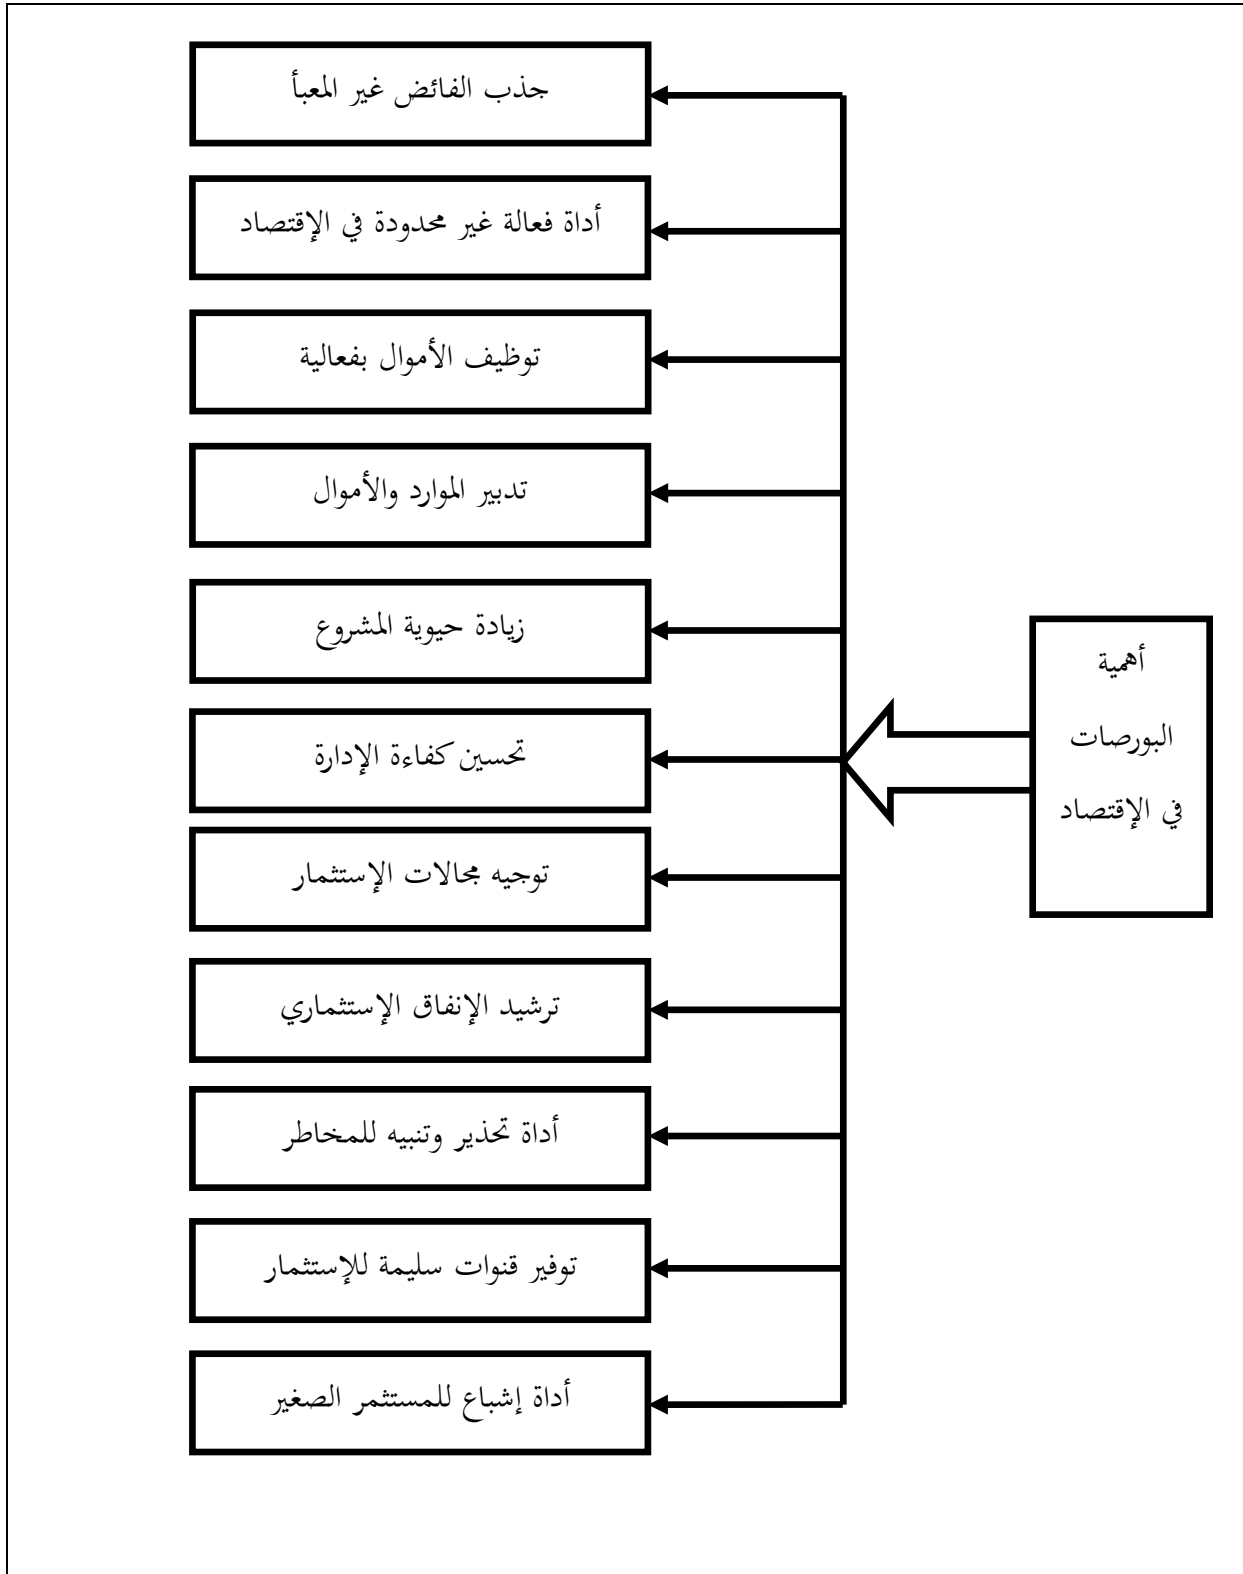 جذب الفائض غير المعبأ
أداة فعالة غير محدودة في الإقتصاد
توظيف الأموال بفعالية
تدبير الموارد والأموال
زيادة حيوية المشروع
أهمية
البورصات
في الإقتصاد
تحسين كفاءة الإدارة
توجيه مجالات الإستثمار
ترشيد الإنفاق الإستثماري
أداة تحذير وتنبيه للمخاطر
توفير قنوات سليمة للإستثمار
أداة إشباع للمستثمر الصغير